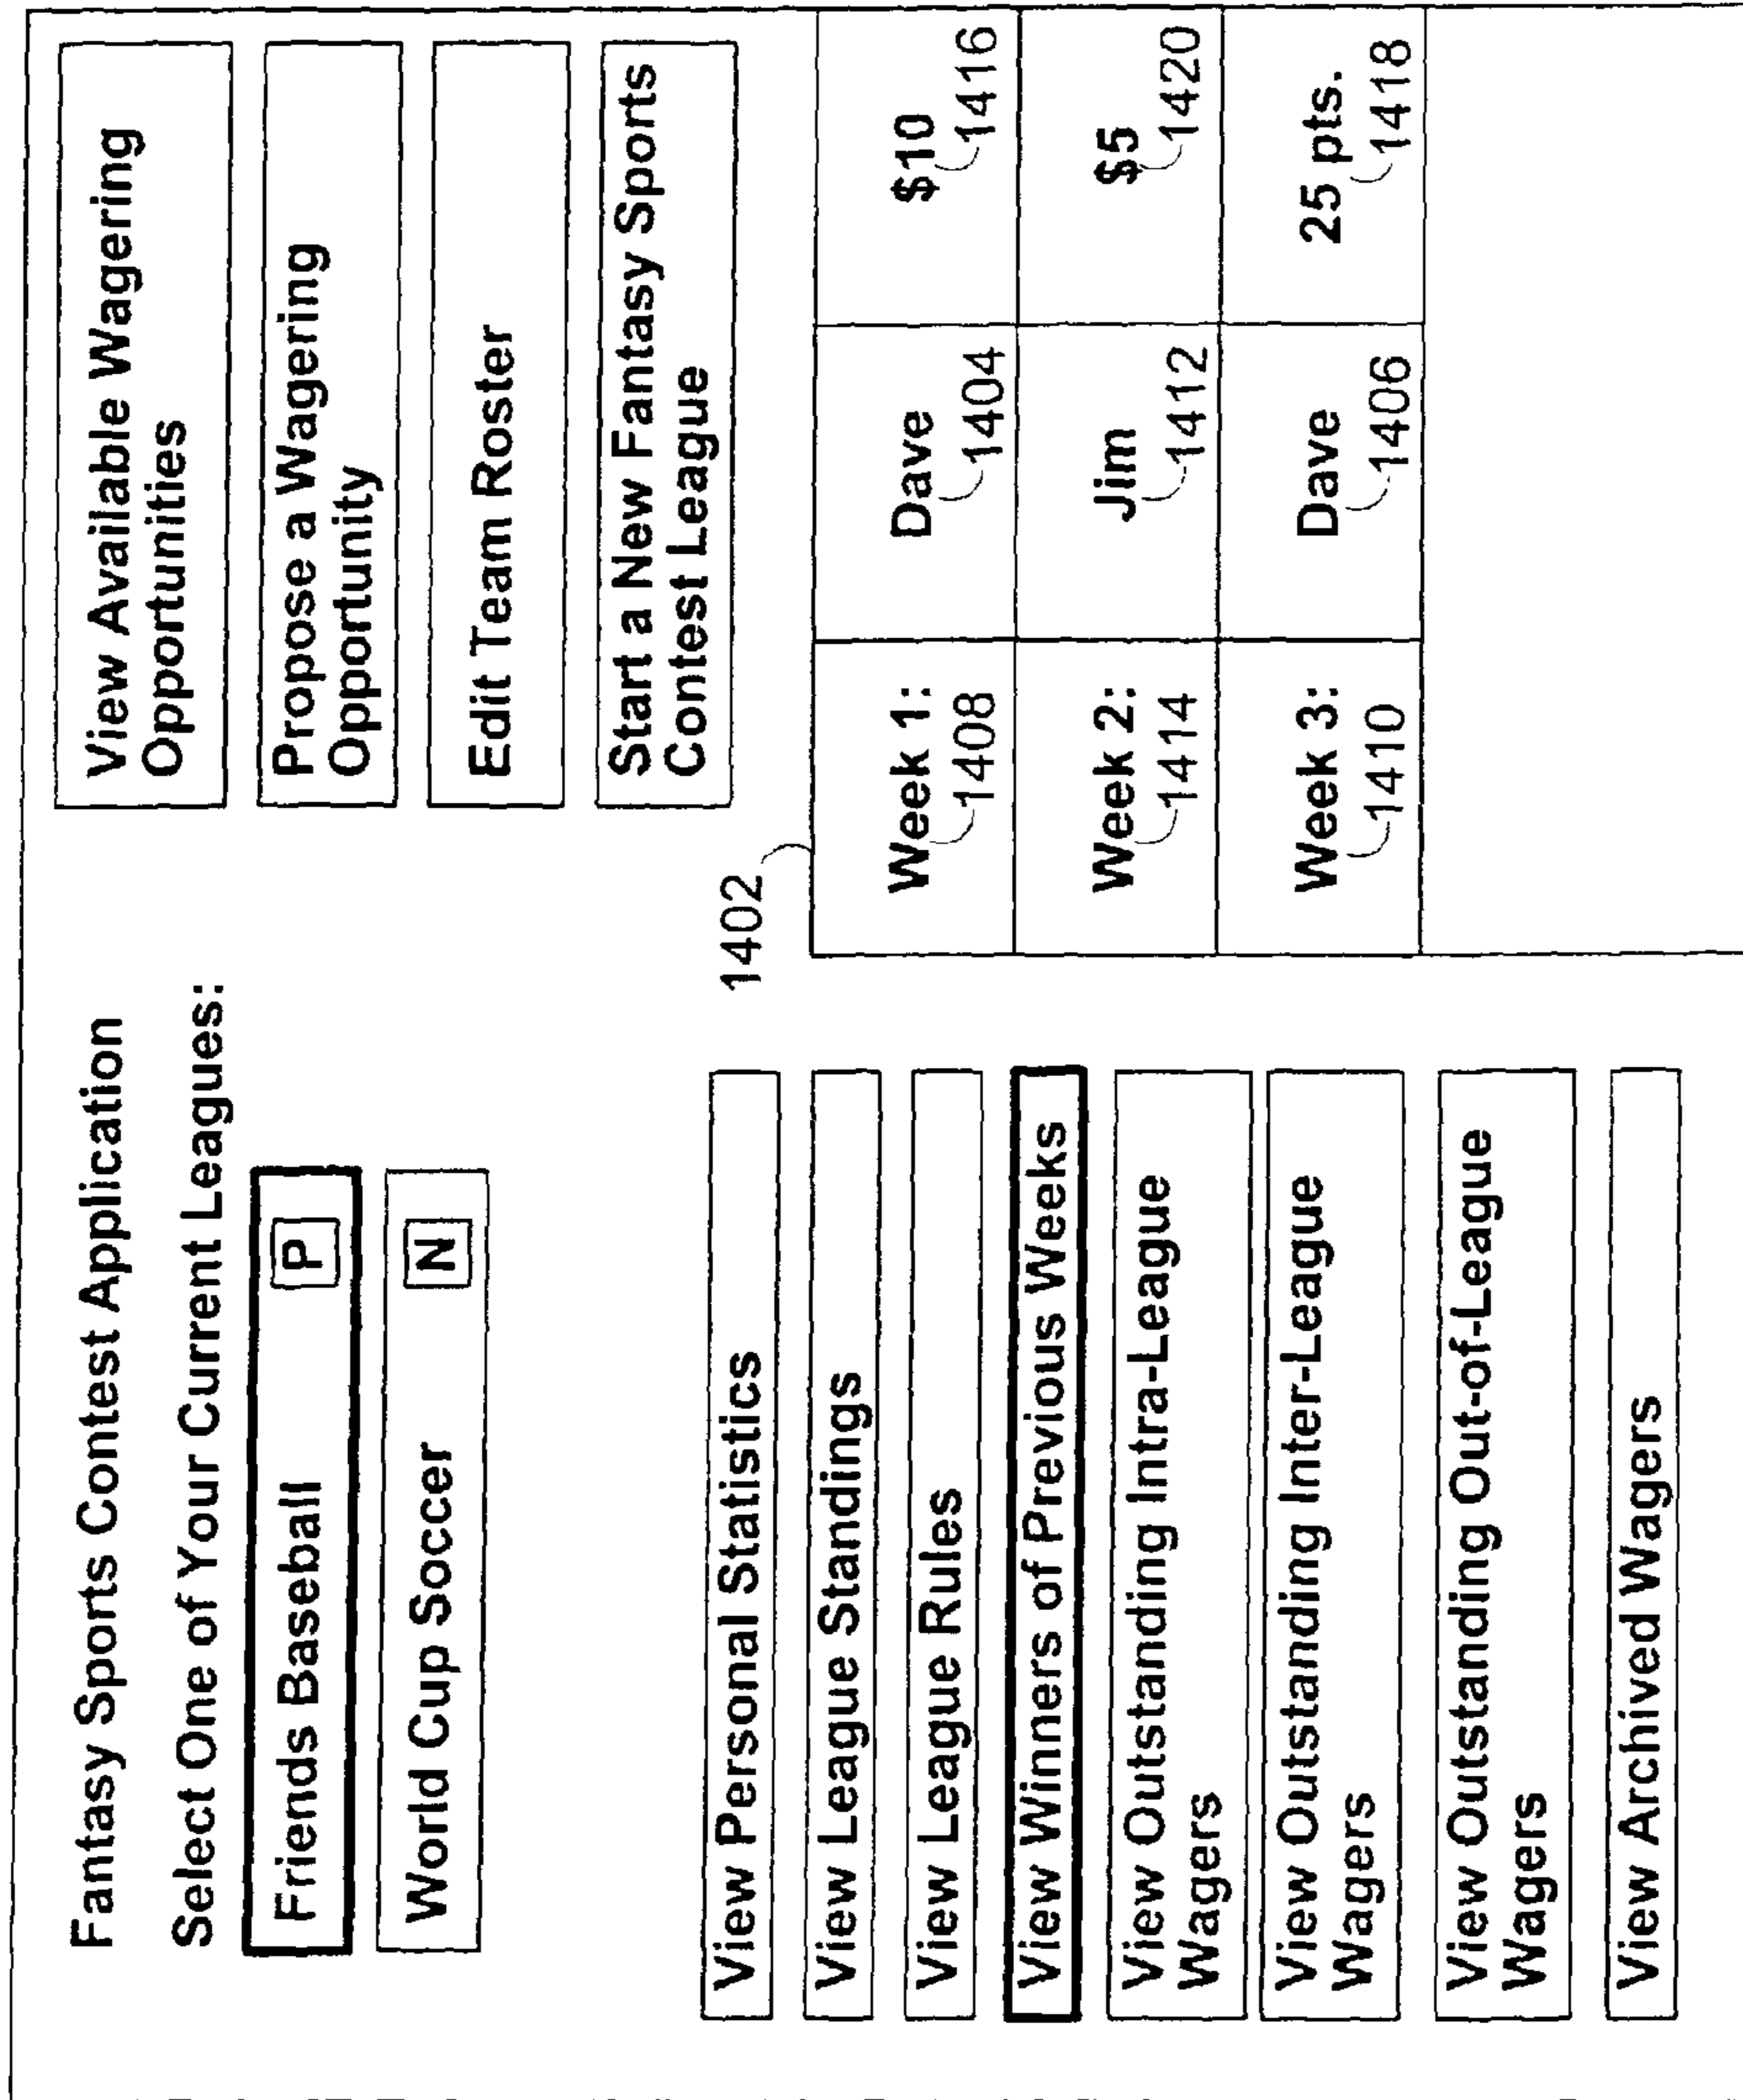 Fantasy Sports Contest Application
Select One of Your Current Leagues:
Friends Baseball P
World Cup Soccer N
View Available Wagering
Opportunities
Propose a Wagering
Opportunity
Edit Team Roster
Start a New Fantasy Sports
Contest League
View Personal Statistics
View League Standings
View League Rules
View Winners of Previous Weeks
View Outstanding Intra-League
Wagers
View Outstanding Inter-League
Wagers
View Outstanding Out-of-League
Wagers
View Archived Wagers
1402
Week 1: Dave $10
1408 1404 1416
Week 2: Jim $5
1414 1412 1420
Week 3: Dave 25 pts.
1410 1406 1418